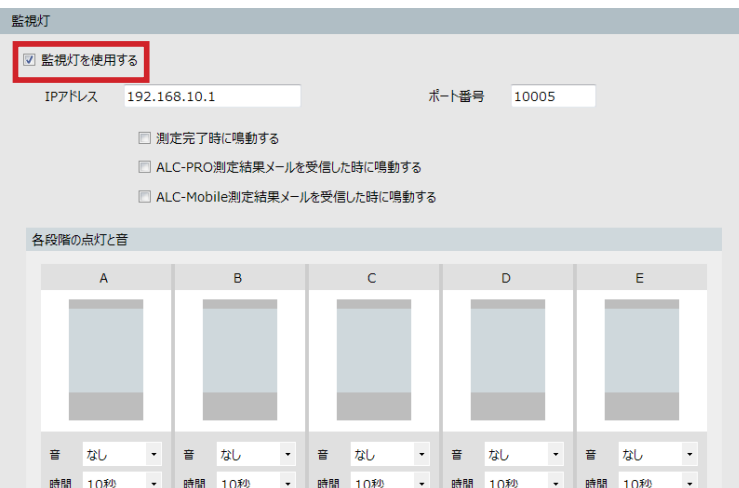 監視灯
監視灯を使用する
IPアドレス 192.168.10.1 ポート番号 10005
測定完了時に鳴動する
ALC-PRO測定結果メールを受信した時に鳴動する
ALC-Mobile測定結果メールを受信した時に鳴動する
各段階の点灯と音
A B C D E
音 なし 音 なし 音 なし 音 なし 音 なし
時間 10秒 時間 10秒 時間 10秒 時間 10秒 時間 10秒